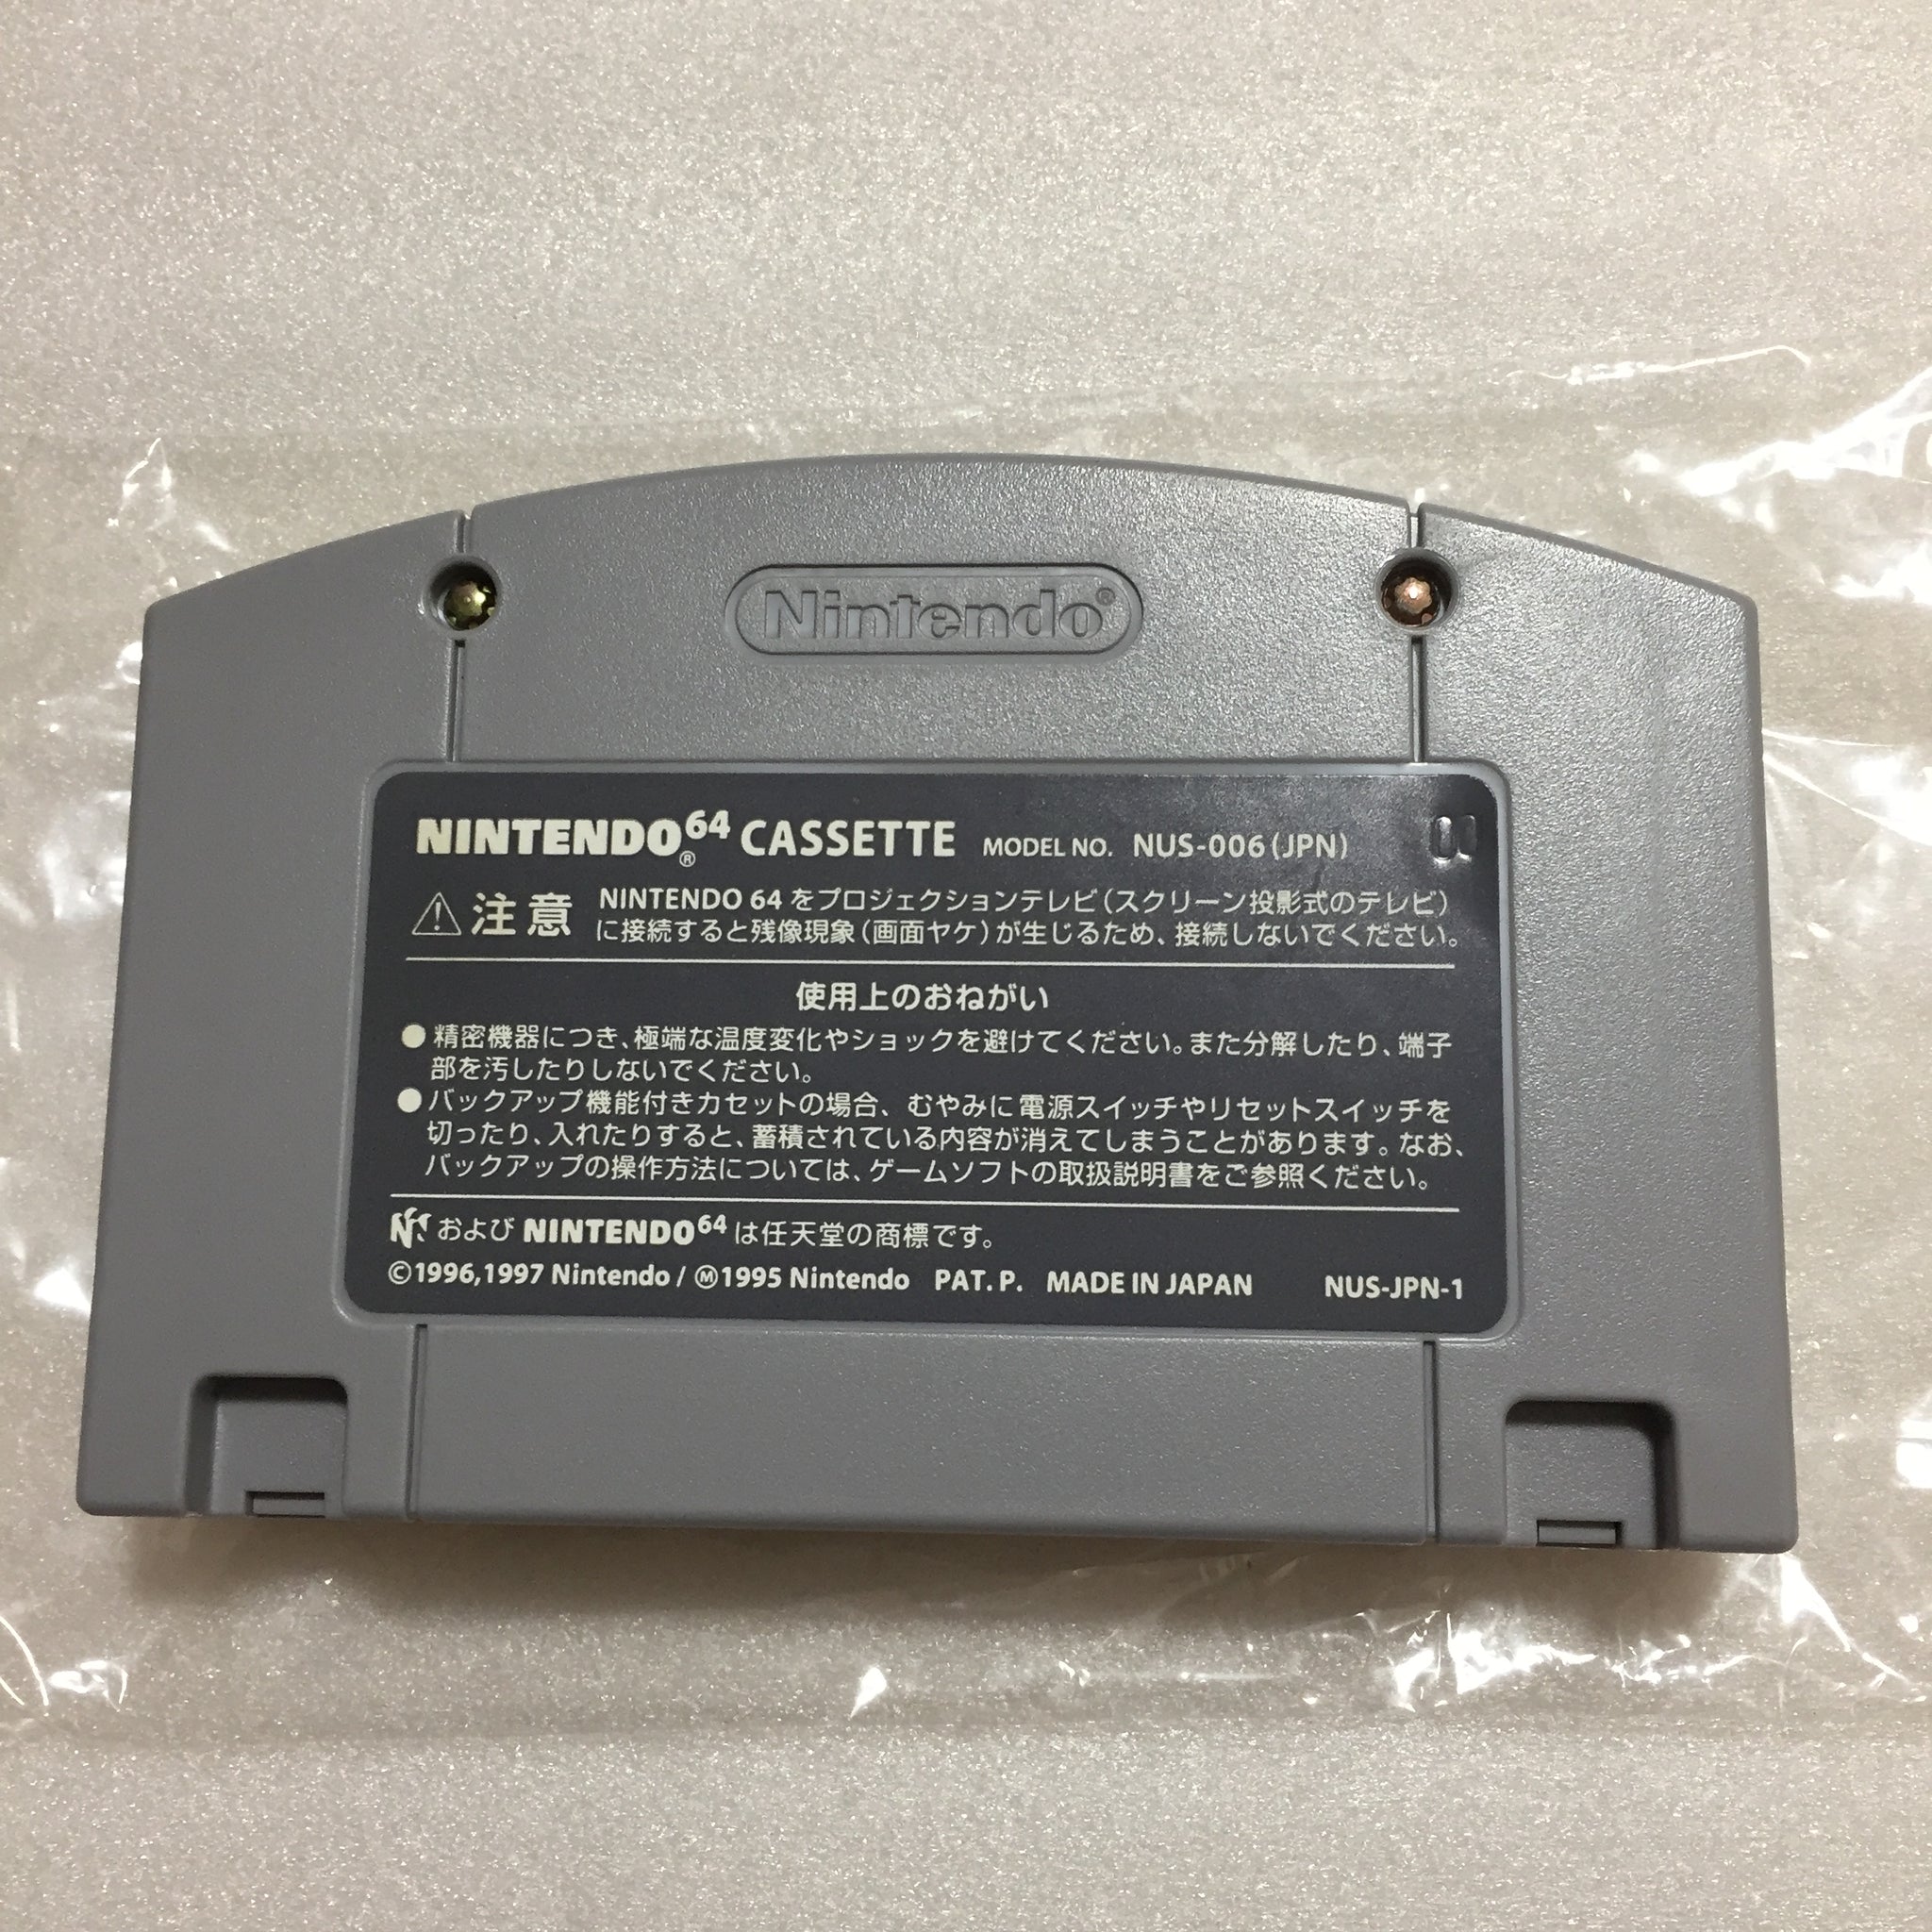 Nintendo®
NINTENDO64® CASSETTE MODEL NO. NUS-006(JPN)
⚠注意 NINTENDO 64 をプロジェクションテレビ(スクリーン投影式のテレビ)
に接続すると残像現象(画面ヤケ)が生じるため、接続しないでください。
使用上のおねがい
●精密機器につき、極端な温度変化やショックを避けてください。また分解したり、端子
部を汚したりしないでください。
●バックアップ機能付きカセットの場合、むやみに電源スイッチやリセットスイッチを
切ったり、入れたりすると、蓄積されている内容が消えてしまうことがあります。なお、
バックアップの操作方法については、ゲームソフトの取扱説明書をご参照ください。
および NINTENDO64 は任天堂の商標です。
©1996,1997 Nintendo / Ⓜ1995 Nintendo PAT. P. MADE IN JAPAN NUS-JPN-1